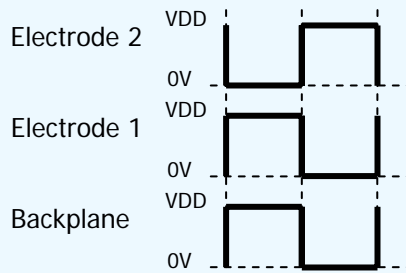 VDD
Electrode 2
0V
VDD
Electrode 1
0V
VDD
Backplane
0V